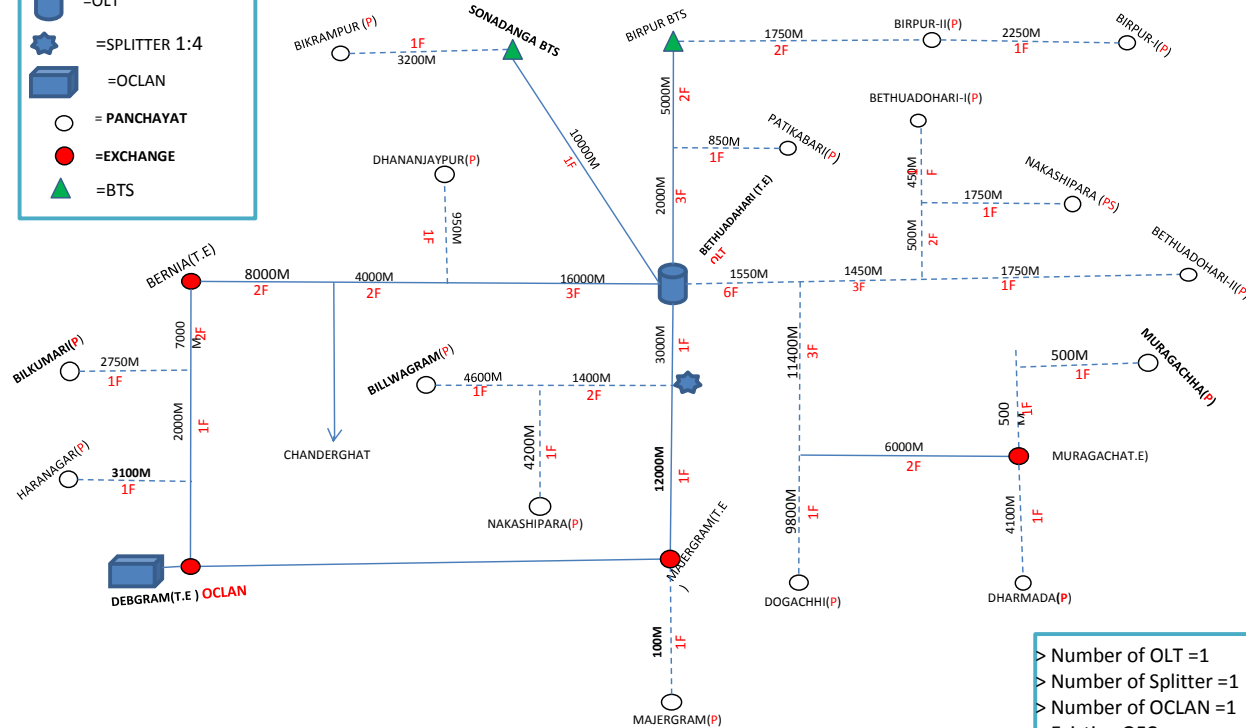 =OLT
=SPLITTER 1:4
=OCLAN
= PANCHAYAT
=EXCHANGE
=BTS
BIKRAMPUR (P)
1F
3200M
SONADANGA BTS
10000M
1F
BIRPUR BTS
1750M
2F
BIRPUR-II(P)
2250M
1F
BIRPUR-I(P)
5000M
2F
PATIKABARI(P)
850M
1F
2000M
3F
BETHUADAHARI (T.E)
OLT
BETHUADOHARI-I(P)
450M
F
NAKASHIPARA (PS)
1750M
1F
500M
2F
BETHUADOHARI-II(P)
1550M
6F
1450M
3F
1750M
1F
DHANANJAYPUR(P)
950M
1F
BERNIA(T.E)
8000M
2F
4000M
2F
16000M
3F
7000
M
2F
BILKUMARI(P)
2750M
1F
2000M
1F
HARANAGAR(P)
3100M
1F
CHANDERGHAT
BILLWAGRAM(P)
4600M
1F
1400M
2F
3000M
1F
4200M
1F
NAKASHIPARA(P)
12000M
1F
11400M
3F
500M
1F
MURAGACHHA(P)
500
M
1F
6000M
2F
MURAGACHAT.E)
9800M
1F
4100M
1F
DOGACHHI(P)
DHARMADA(P)
DEBGRAM(T.E ) OCLAN
MAJERGRAM(T.E
)
100M
1F
MAJERGRAM(P)
> Number of OLT =1
> Number of Splitter =1
> Number of OCLAN =1